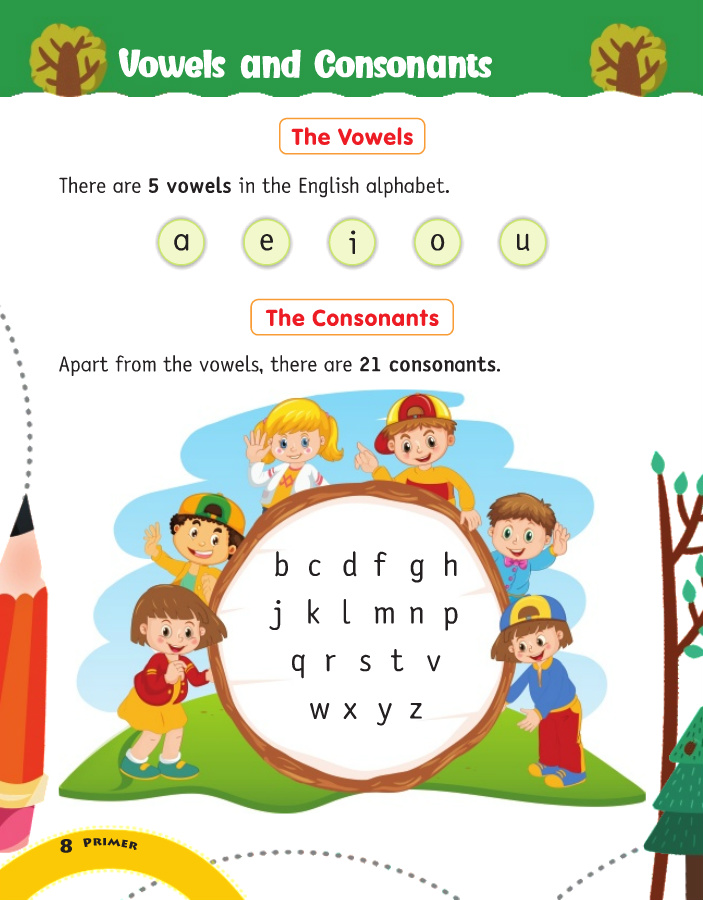 Vowels and Consonants
The Vowels
There are 5 vowels in the English alphabet.
a e i o u
The Consonants
Apart from the vowels, there are 21 consonants.
b c d f g h
j k l m n p
q r s t v
w x y z
8 PRIMER